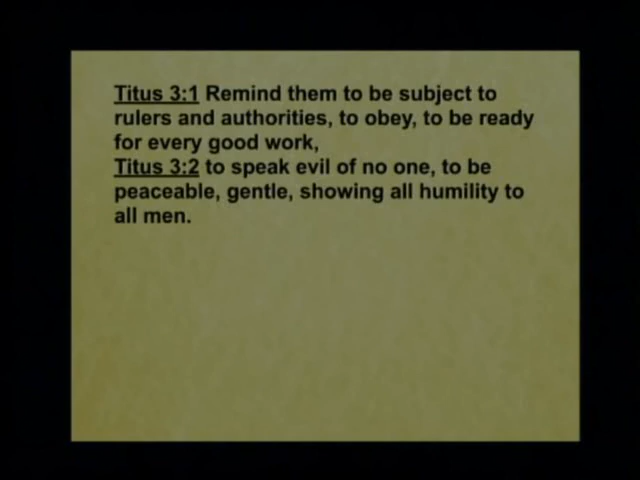 Titus 3:1 Remind them to be subject to
rulers and authorities, to obey, to be ready
for every good work,
Titus 3:2 to speak evil of no one, to be
peaceable, gentle, showing all humility to
all men.